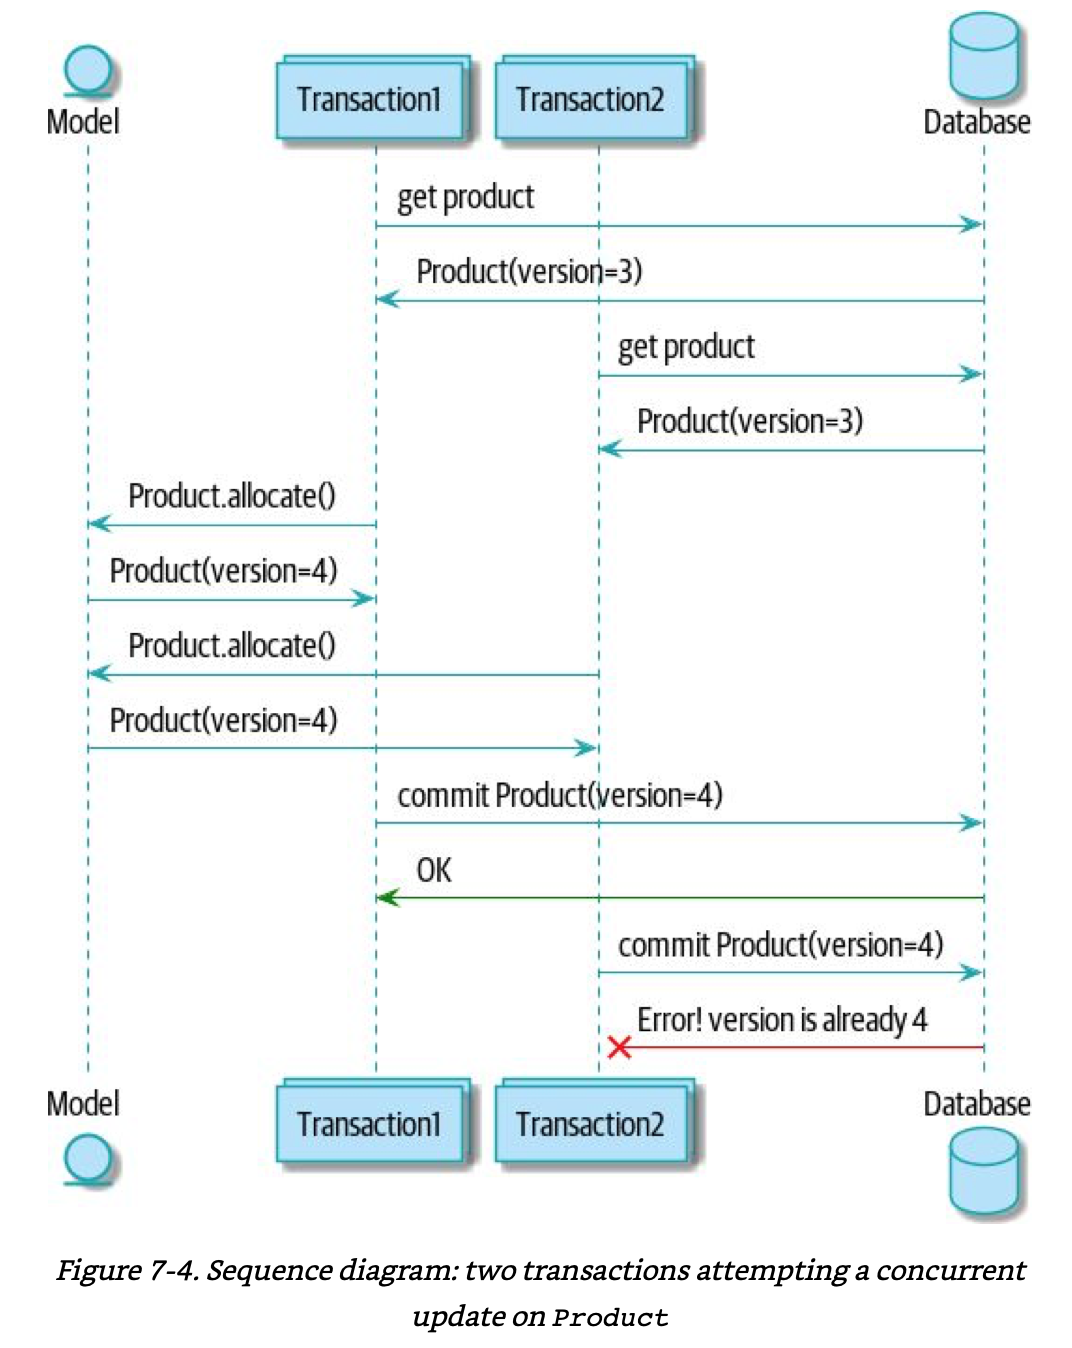 Model
Transaction1
Transaction2
Database
get product
Product(version=3)
get product
Product(version=3)
Product.allocate()
Product(version=4)
Product.allocate()
Product(version=4)
commit Product(version=4)
OK
commit Product(version=4)
Error! version is already 4
Model
Transaction1
Transaction2
Database
Figure 7-4. Sequence diagram: two transactions attempting a concurrent
update on Product